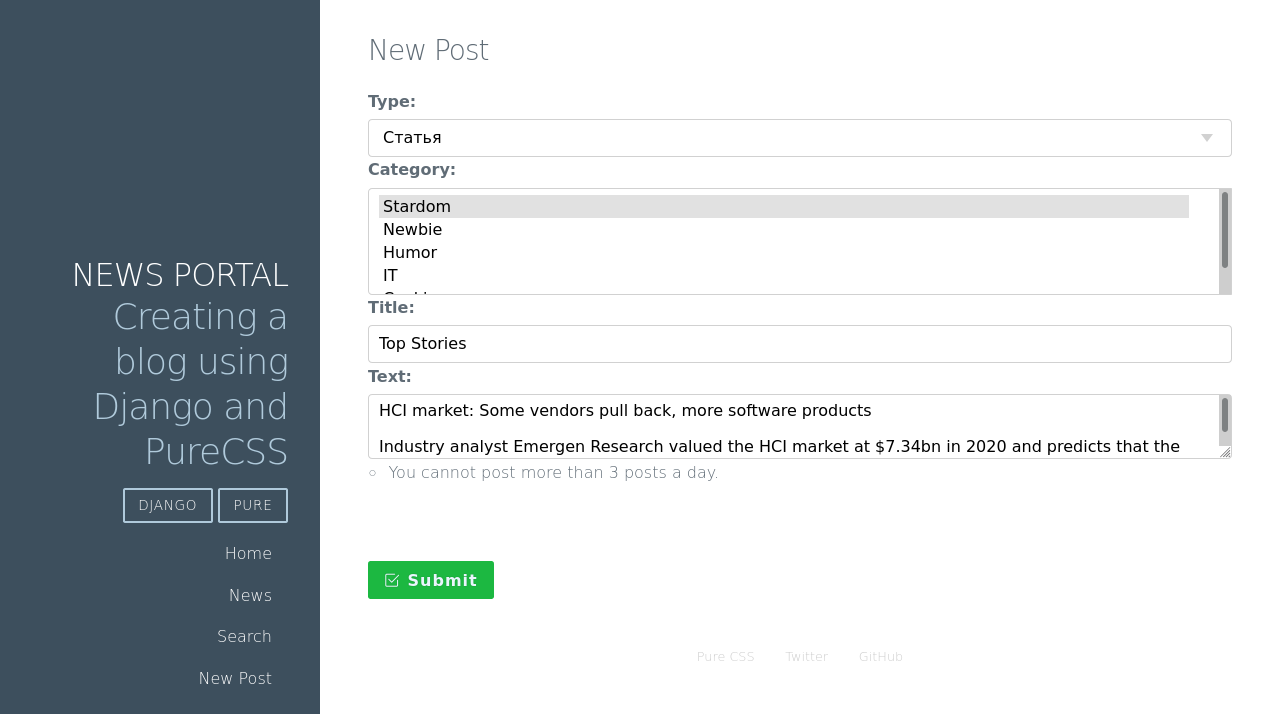 NEWS PORTAL
Creating a
blog using
Django and
PureCSS
DJANGO
PURE
Home
News
Search
New Post
New Post
Type:
Статья
Category:
Stardom
Newbie
Humor
IT
Title:
Top Stories
Text:
HCI market: Some vendors pull back, more software products
Industry analyst Emergen Research valued the HCI market at $7.34bn in 2020 and predicts that the
You cannot post more than 3 posts a day.
Submit
Pure CSS
Twitter
GitHub